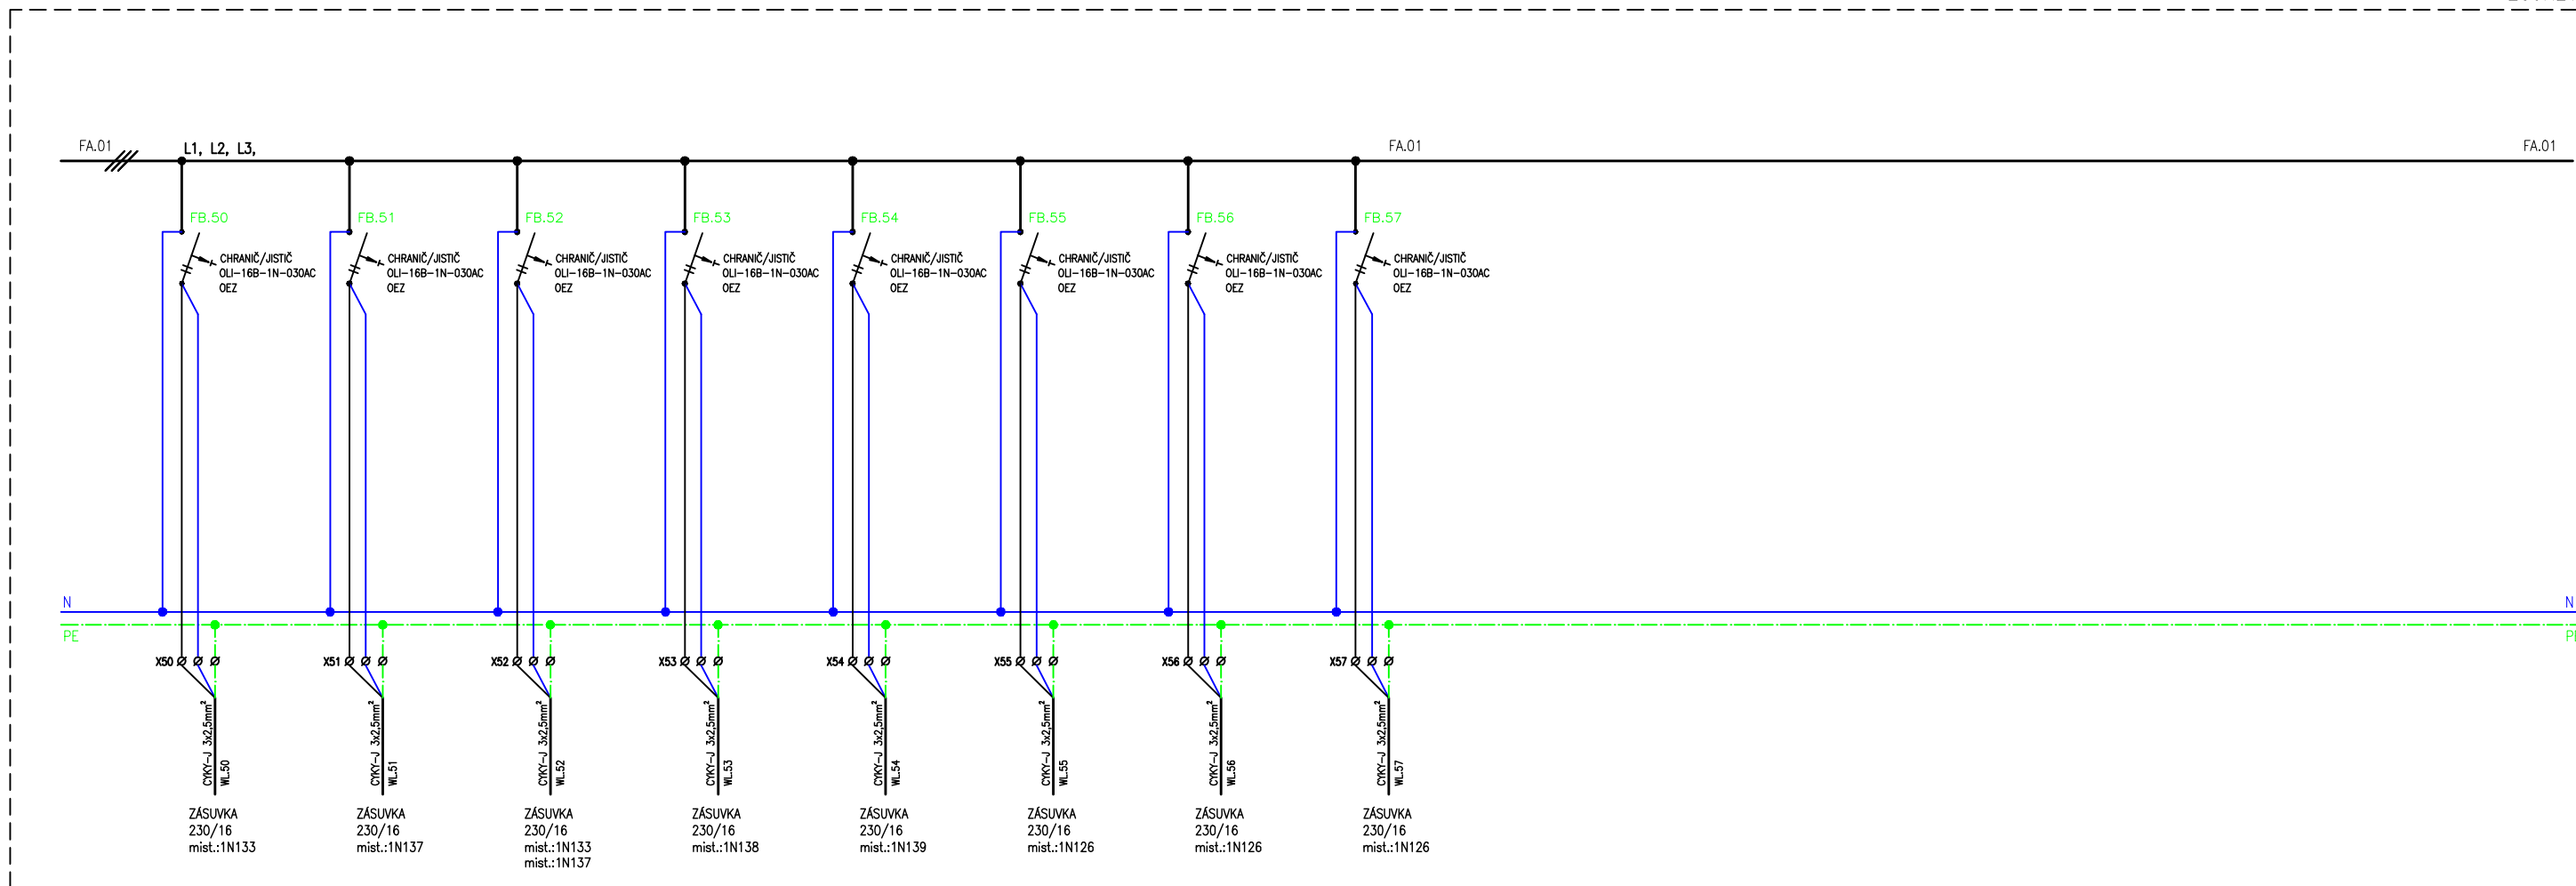 FA.01
L1, L2, L3,
FA.01
FA.01
FB.50
FB.51
FB.52
FB.53
FB.54
FB.55
FB.56
FB.57
CHRANIČ/JISTIČ
OLI-16B-1N-030AC
OEZ
CHRANIČ/JISTIČ
OLI-16B-1N-030AC
OEZ
CHRANIČ/JISTIČ
OLI-16B-1N-030AC
OEZ
CHRANIČ/JISTIČ
OLI-16B-1N-030AC
OEZ
CHRANIČ/JISTIČ
OLI-16B-1N-030AC
OEZ
CHRANIČ/JISTIČ
OLI-16B-1N-030AC
OEZ
CHRANIČ/JISTIČ
OLI-16B-1N-030AC
OEZ
CHRANIČ/JISTIČ
OLI-16B-1N-030AC
OEZ
N
N
PE
X50
X51
X52
X53
X54
X55
X56
X57
CYKY-J 3x2,5mm²
WL.50
CYKY-J 3x2,5mm²
WL.51
CYKY-J 3x2,5mm²
WL.52
CYKY-J 3x2,5mm²
WL.53
CYKY-J 3x2,5mm²
WL.54
CYKY-J 3x2,5mm²
WL.55
CYKY-J 3x2,5mm²
WL.56
CYKY-J 3x2,5mm²
WL.57
ZÁSUVKA
230/16
mist.:1N133
ZÁSUVKA
230/16
mist.:1N137
ZÁSUVKA
230/16
mist.:1N133
mist.:1N137
ZÁSUVKA
230/16
mist.:1N138
ZÁSUVKA
230/16
mist.:1N139
ZÁSUVKA
230/16
mist.:1N126
ZÁSUVKA
230/16
mist.:1N126
ZÁSUVKA
230/16
mist.:1N126